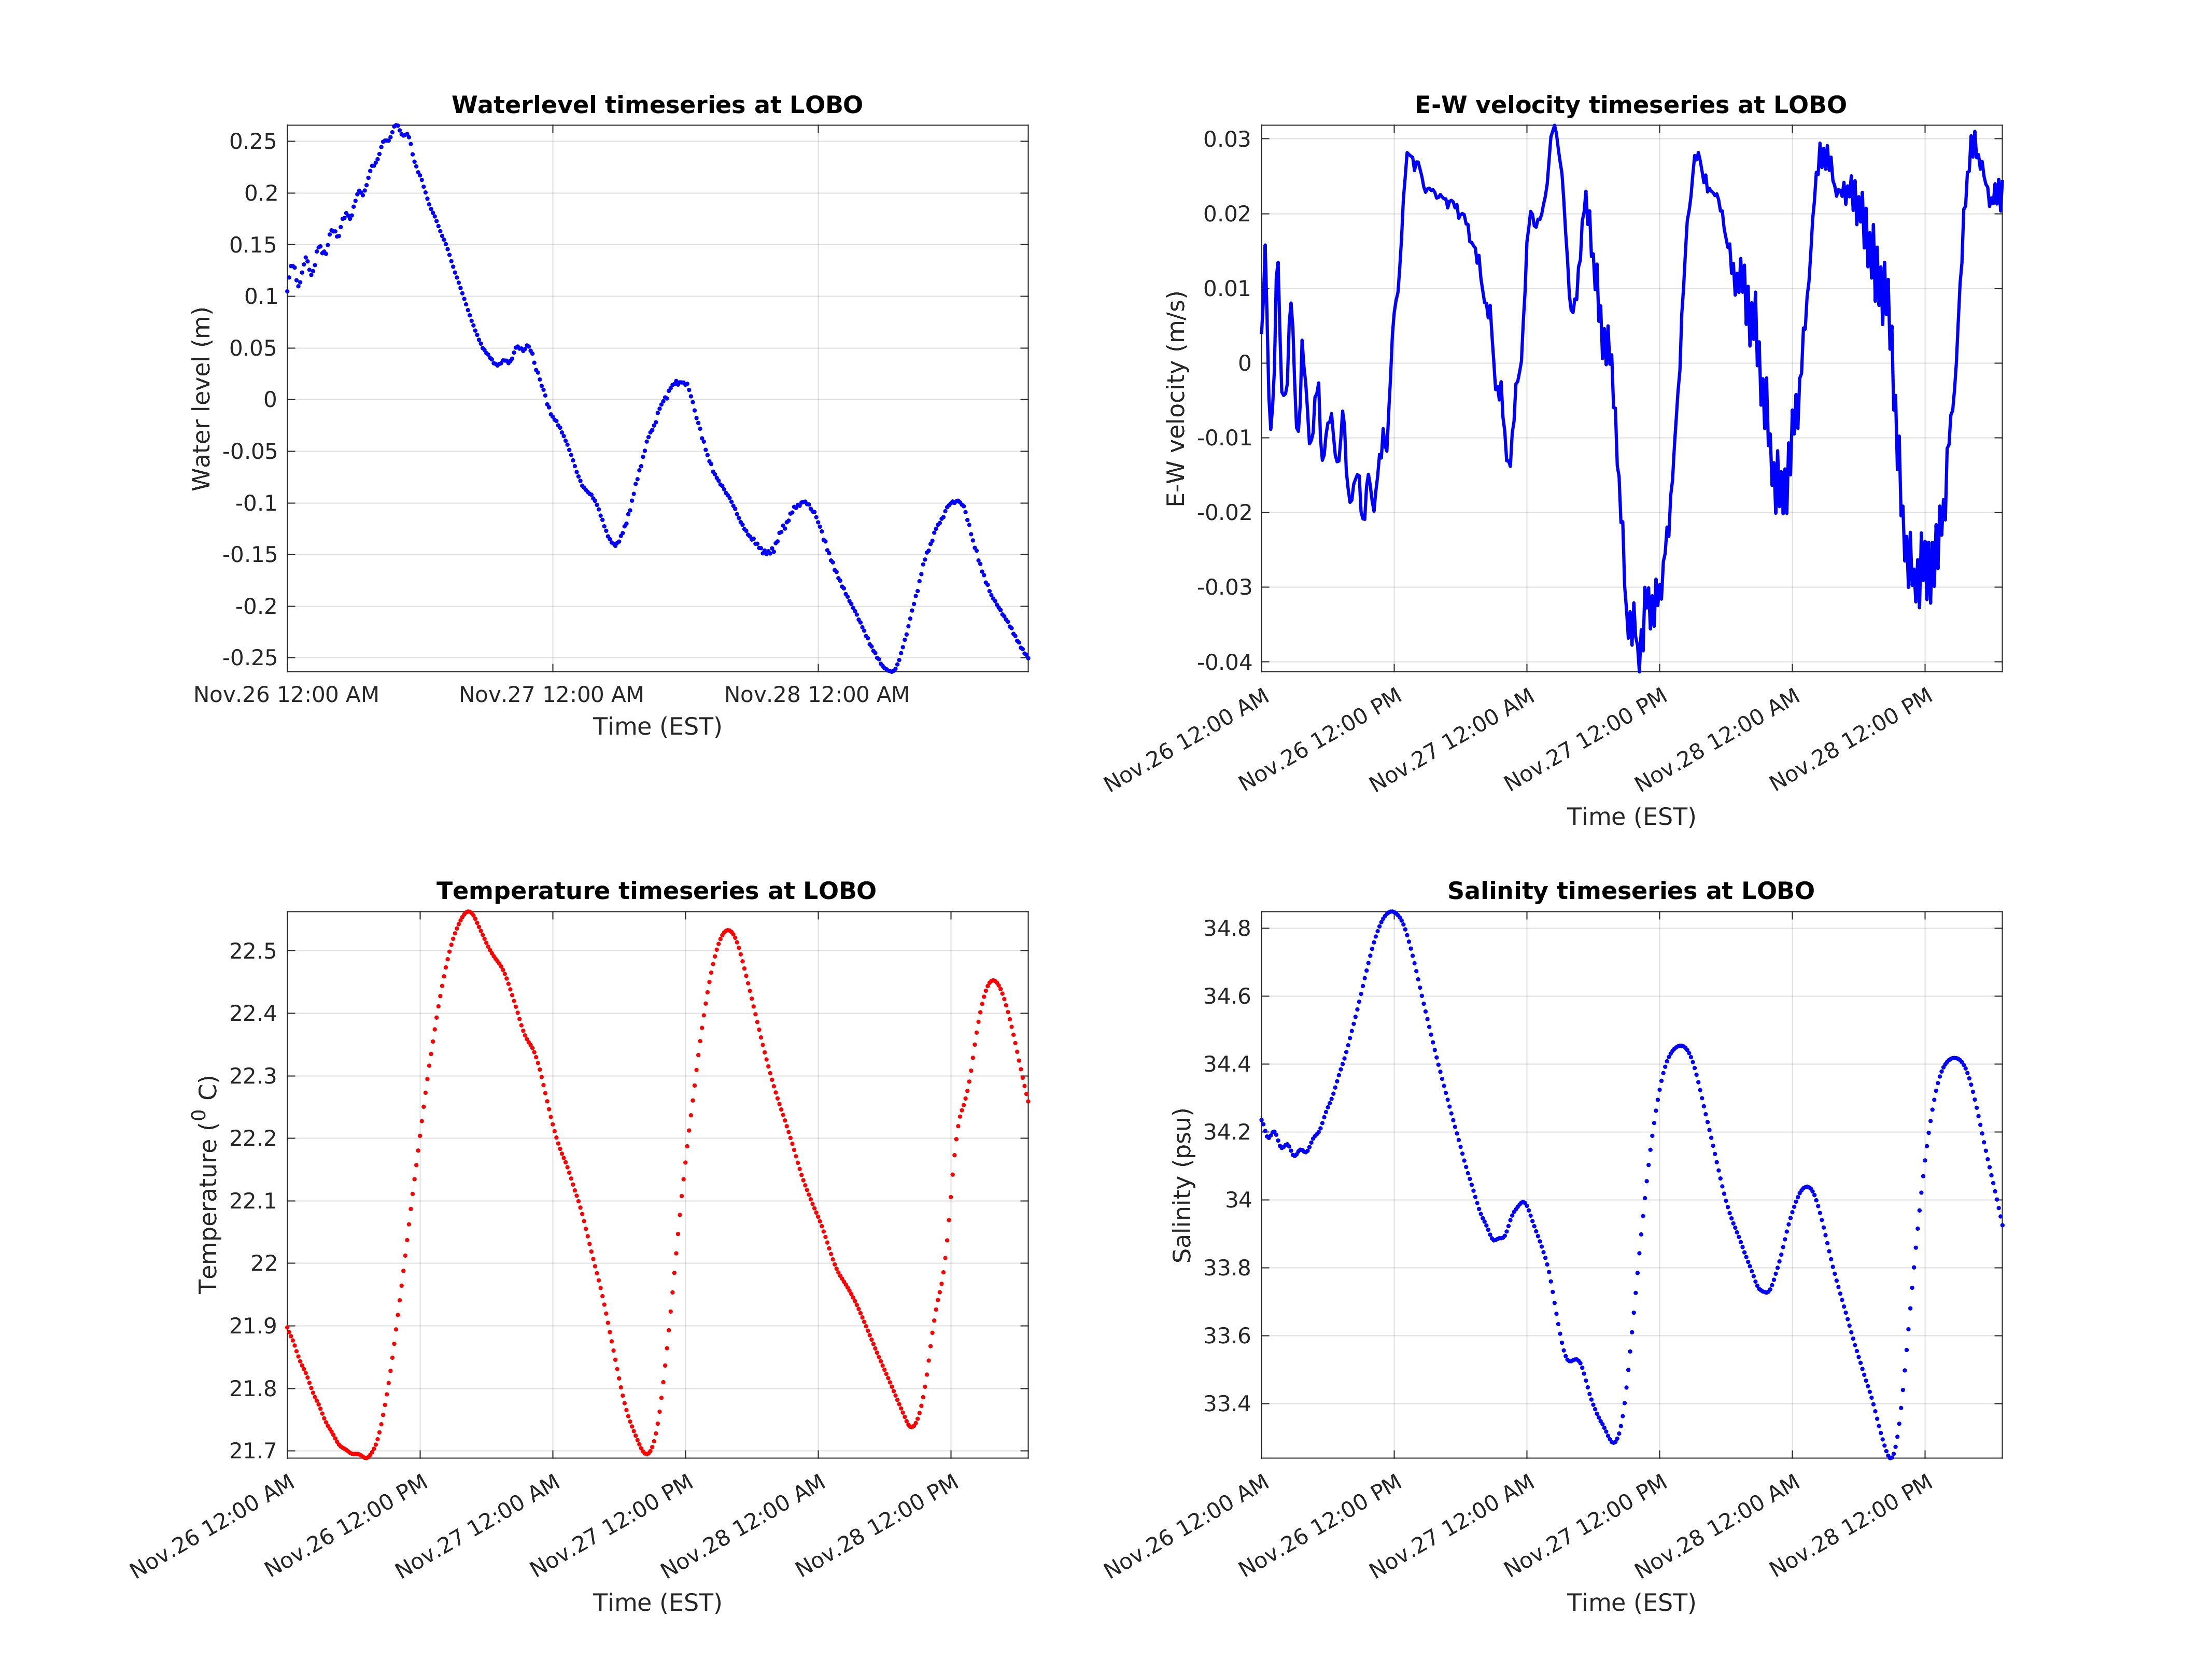 Waterlevel timeseries at LOBO
0.25
0.2
0.15
0.1
0.05
0
-0.05
-0.1
-0.15
-0.2
-0.25
Water level (m)
Nov.26 12:00 AM Nov.27 12:00 AM Nov.28 12:00 AM
Time (EST)
E-W velocity timeseries at LOBO
0.03
0.02
0.01
0
-0.01
-0.02
-0.03
-0.04
E-W velocity (m/s)
Nov.26 12:00 AM
Nov.26 12:00 PM
Nov.27 12:00 AM
Nov.27 12:00 PM
Nov.28 12:00 AM
Nov.28 12:00 PM
Time (EST)
Temperature timeseries at LOBO
22.5
22.4
22.3
22.2
22.1
22
21.9
21.8
21.7
Temperature (⁰ C)
Nov.26 12:00 AM
Nov.26 12:00 PM
Nov.27 12:00 AM
Nov.27 12:00 PM
Nov.28 12:00 AM
Nov.28 12:00 PM
Time (EST)
Salinity timeseries at LOBO
34.8
34.6
34.4
34.2
34
33.8
33.6
33.4
Salinity (psu)
Nov.26 12:00 AM
Nov.26 12:00 PM
Nov.27 12:00 AM
Nov.27 12:00 PM
Nov.28 12:00 AM
Nov.28 12:00 PM
Time (EST)